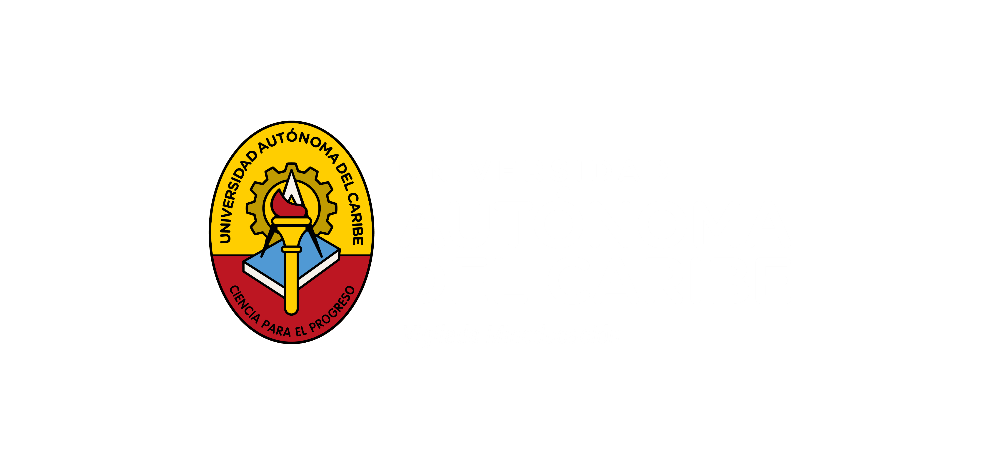 UNIVERSIDAD AUTÓNOMA DEL CARIBE
CIENCIA PARA EL PROGRESO